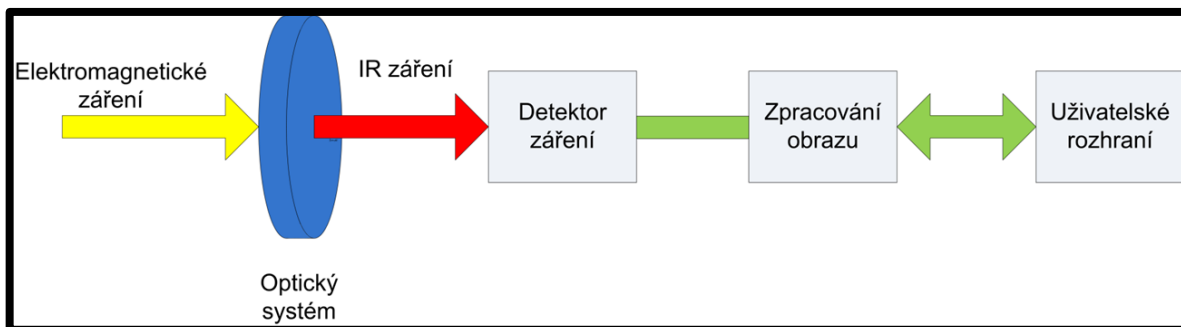 Elektromagnetické
záření
IR záření
Detektor
záření
Zpracování
obrazu
Uživatelské
rozhraní
Optický
systém